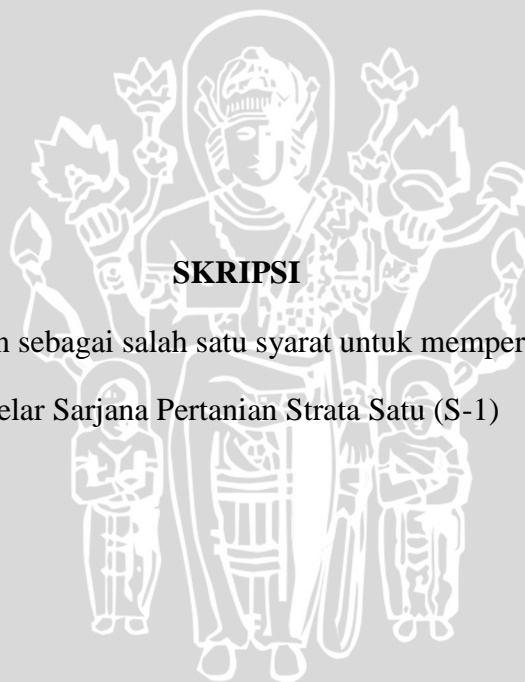 SKRIPSI
n sebagai salah satu syarat untuk memper
elar Sarjana Pertanian Strata Satu (S-1)